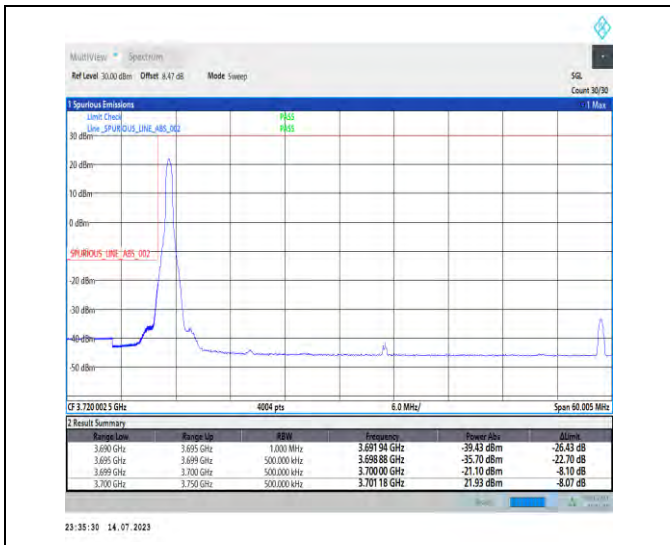 MultiView Spectrum
Ref Level 30.00 dBm Offset 8.47 dB Mode Sweep SGL
Count 30/30
1 Spurious Emissions 1 Max
Limit Check PASS
Line _SPURIOUS_LINE_ABS_002 PASS
30 dBm
20 dBm
10 dBm
0 dBm
_SPURIOUS_LINE_ABS_002
-20 dBm
-30 dBm
-40 dBm
-50 dBm
CF 3.720 002 5 GHz 4004 pts 6.0 MHz/ Span 60.005 MHz
2 Result Summary
Range Low Range Up RBW Frequency Power Abs ΔLimit
3.690 GHz 3.695 GHz 1.000 MHz 3.691 94 GHz -39.43 dBm -26.43 dB
3.695 GHz 3.699 GHz 500.000 kHz 3.698 88 GHz -35.70 dBm -22.70 dB
3.699 GHz 3.700 GHz 500.000 kHz 3.700 00 GHz -21.10 dBm -8.10 dB
3.700 GHz 3.750 GHz 500.000 kHz 3.701 18 GHz 21.93 dBm -8.07 dB
23:35:30 14.07.2023